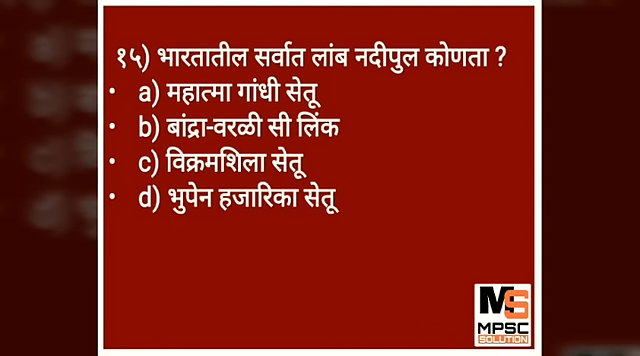 १५) भारतातील सर्वात लांब नदीपुल कोणता ?
• a) महात्मा गांधी सेतू
• b) बांद्रा-वरळी सी लिंक
• c) विक्रमशिला सेतू
• d) भुपेन हजारिका सेतू
MS
MPSC
SOLUTION